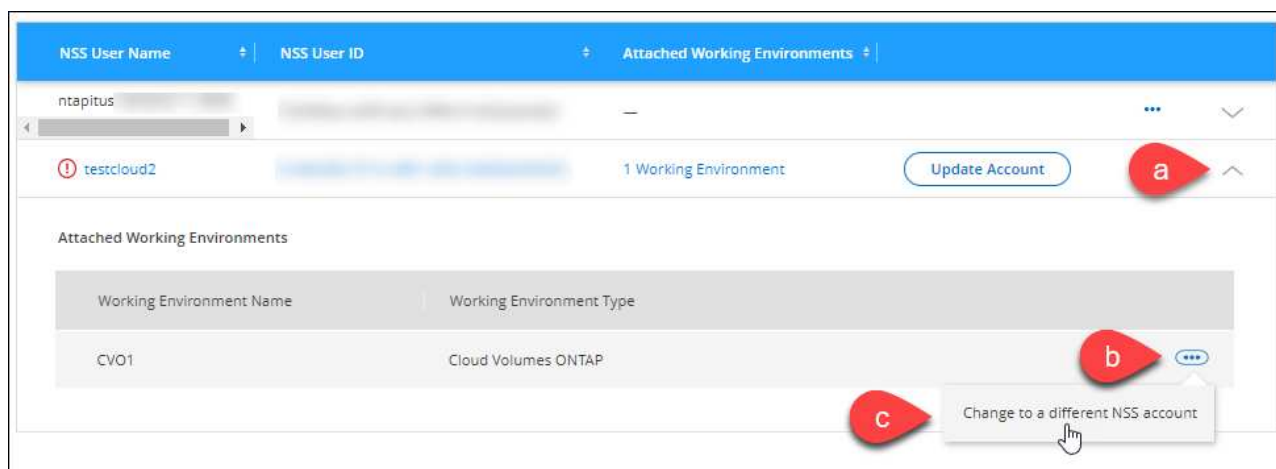 NSS User Name NSS User ID Attached Working Environments
ntapitus —
testcloud2 1 Working Environment Update Account a
Attached Working Environments
Working Environment Name Working Environment Type
CVO1 Cloud Volumes ONTAP b
c Change to a different NSS account